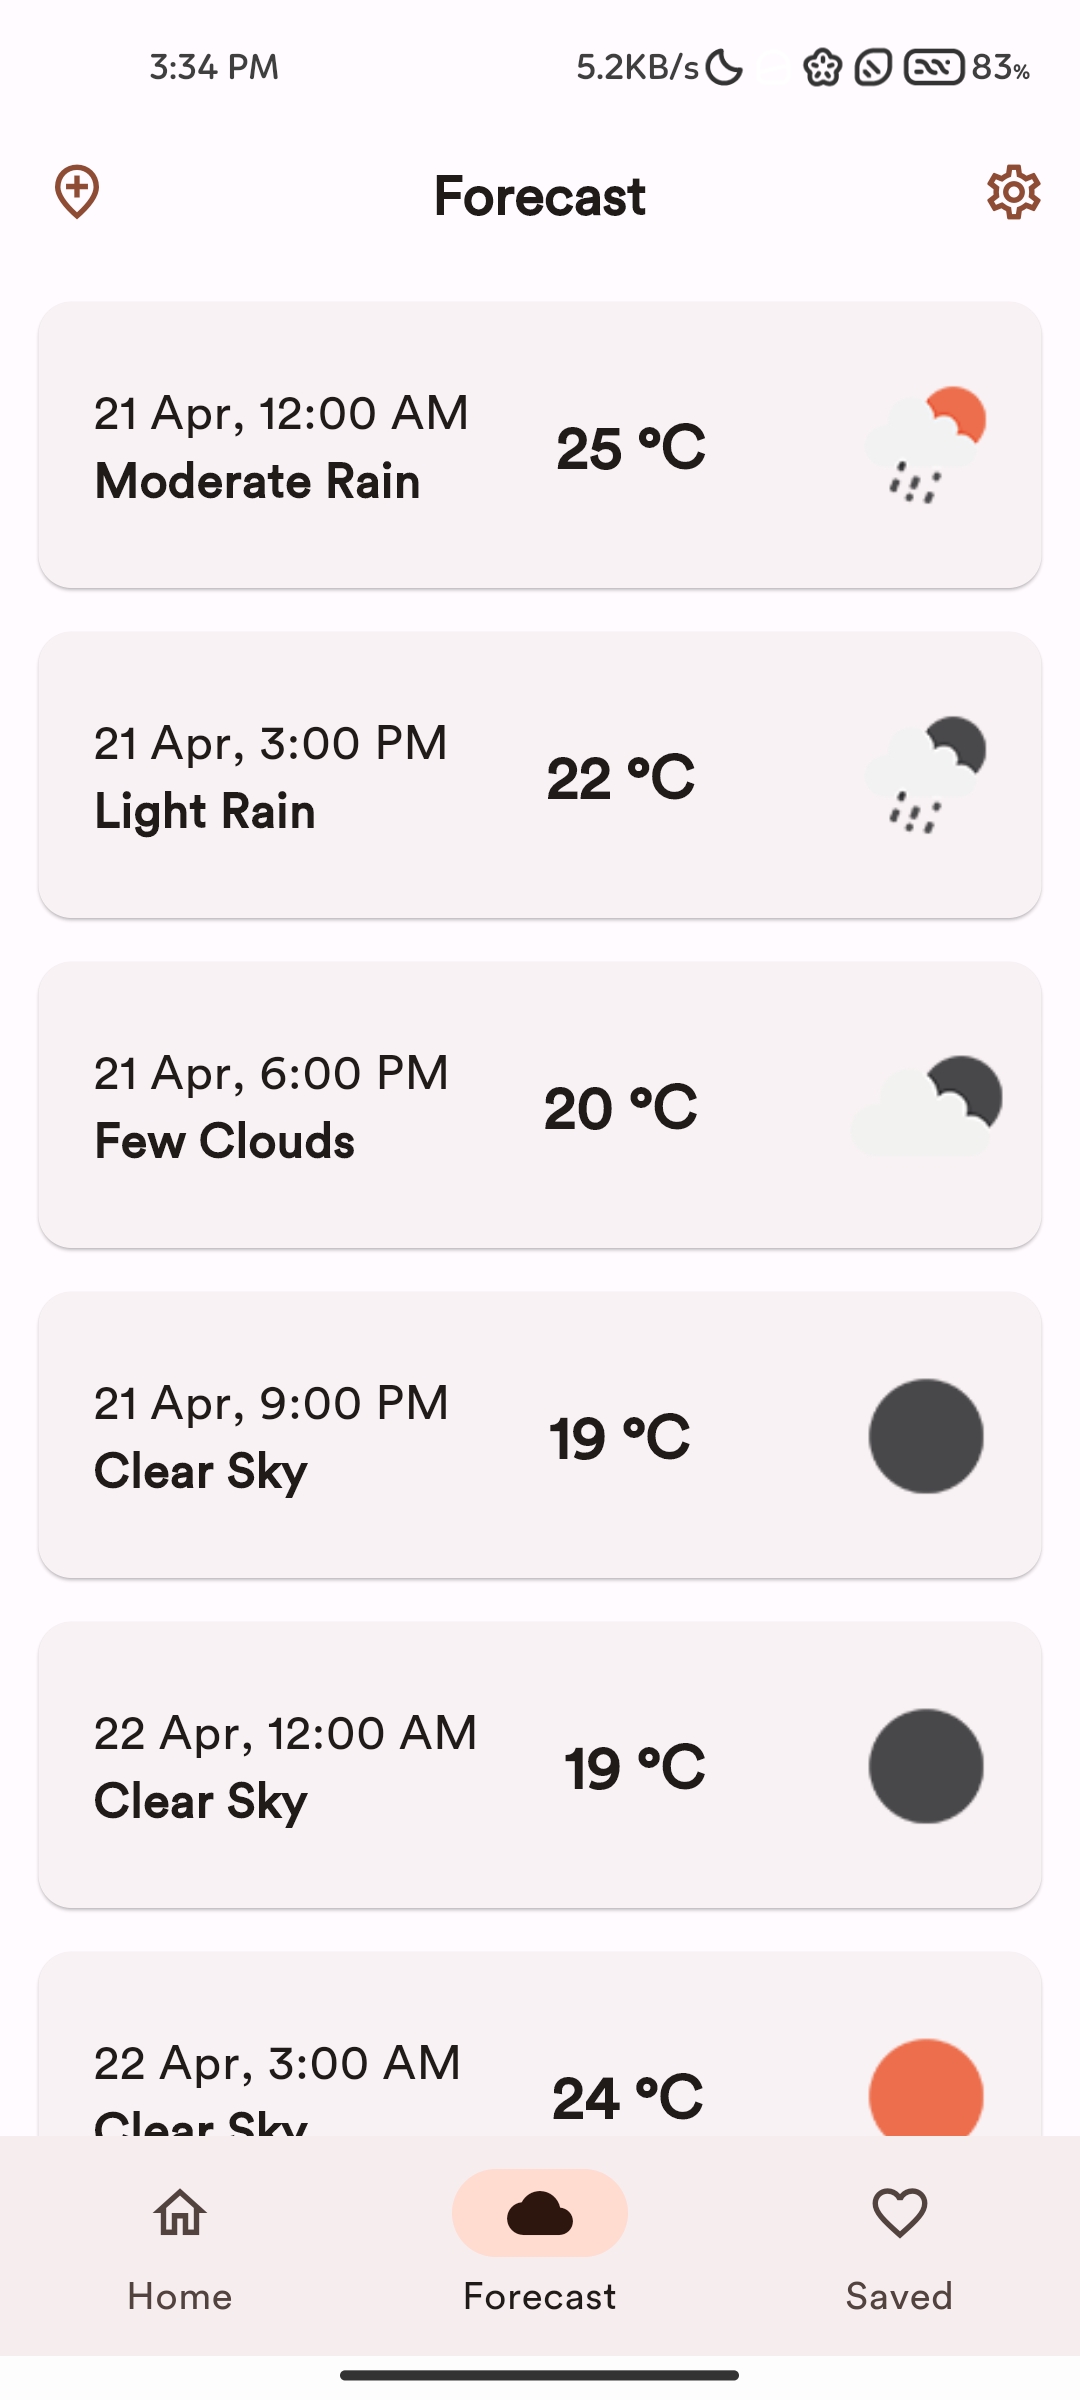 3:34 PM
5.2KB/s
83%
Forecast
21 Apr, 12:00 AM
Moderate Rain
25 °C
21 Apr, 3:00 PM
Light Rain
22 °C
21 Apr, 6:00 PM
Few Clouds
20 °C
21 Apr, 9:00 PM
Clear Sky
19 °C
22 Apr, 12:00 AM
Clear Sky
19 °C
22 Apr, 3:00 AM
Clear Sky
24 °C
Home
Forecast
Saved